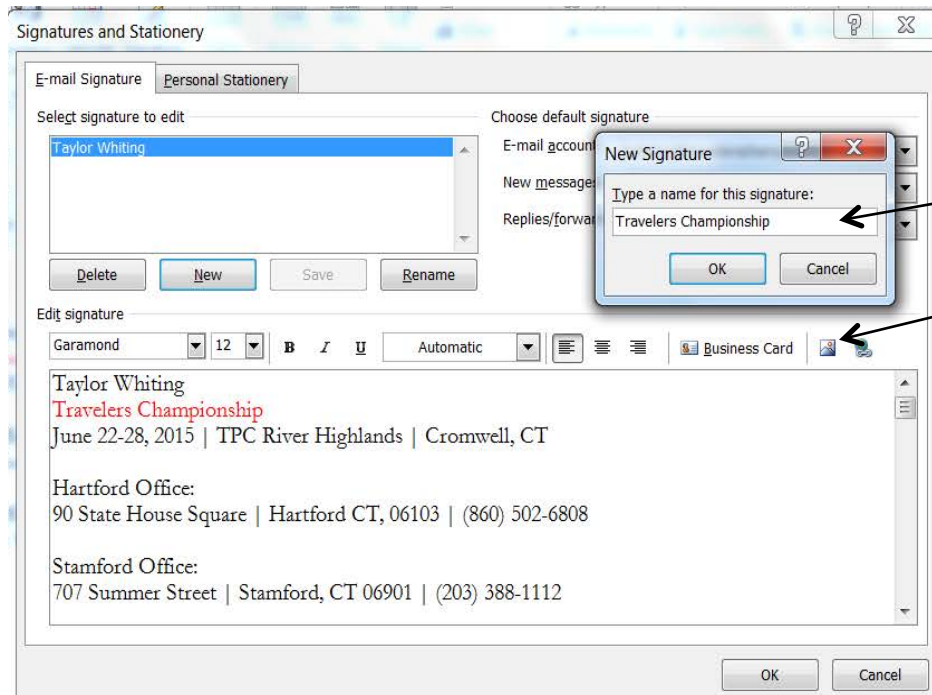 Signatures and Stationery
E-mail Signature
Personal Stationery
Select signature to edit
Taylor Whiting
Delete
New
Save
Rename
Choose default signature
E-mail account
New message
Replies/forwa
New Signature
Type a name for this signature:
Travelers Championship
OK
Cancel
Edit signature
Garamond
12
B
I
U
Automatic
Business Card
Taylor Whiting
Travelers Championship
June 22-28, 2015 | TPC River Highlands | Cromwell, CT
Hartford Office:
90 State House Square | Hartford CT, 06103 | (860) 502-6808
Stamford Office:
707 Summer Street | Stamford, CT 06901 | (203) 388-1112
OK
Cancel